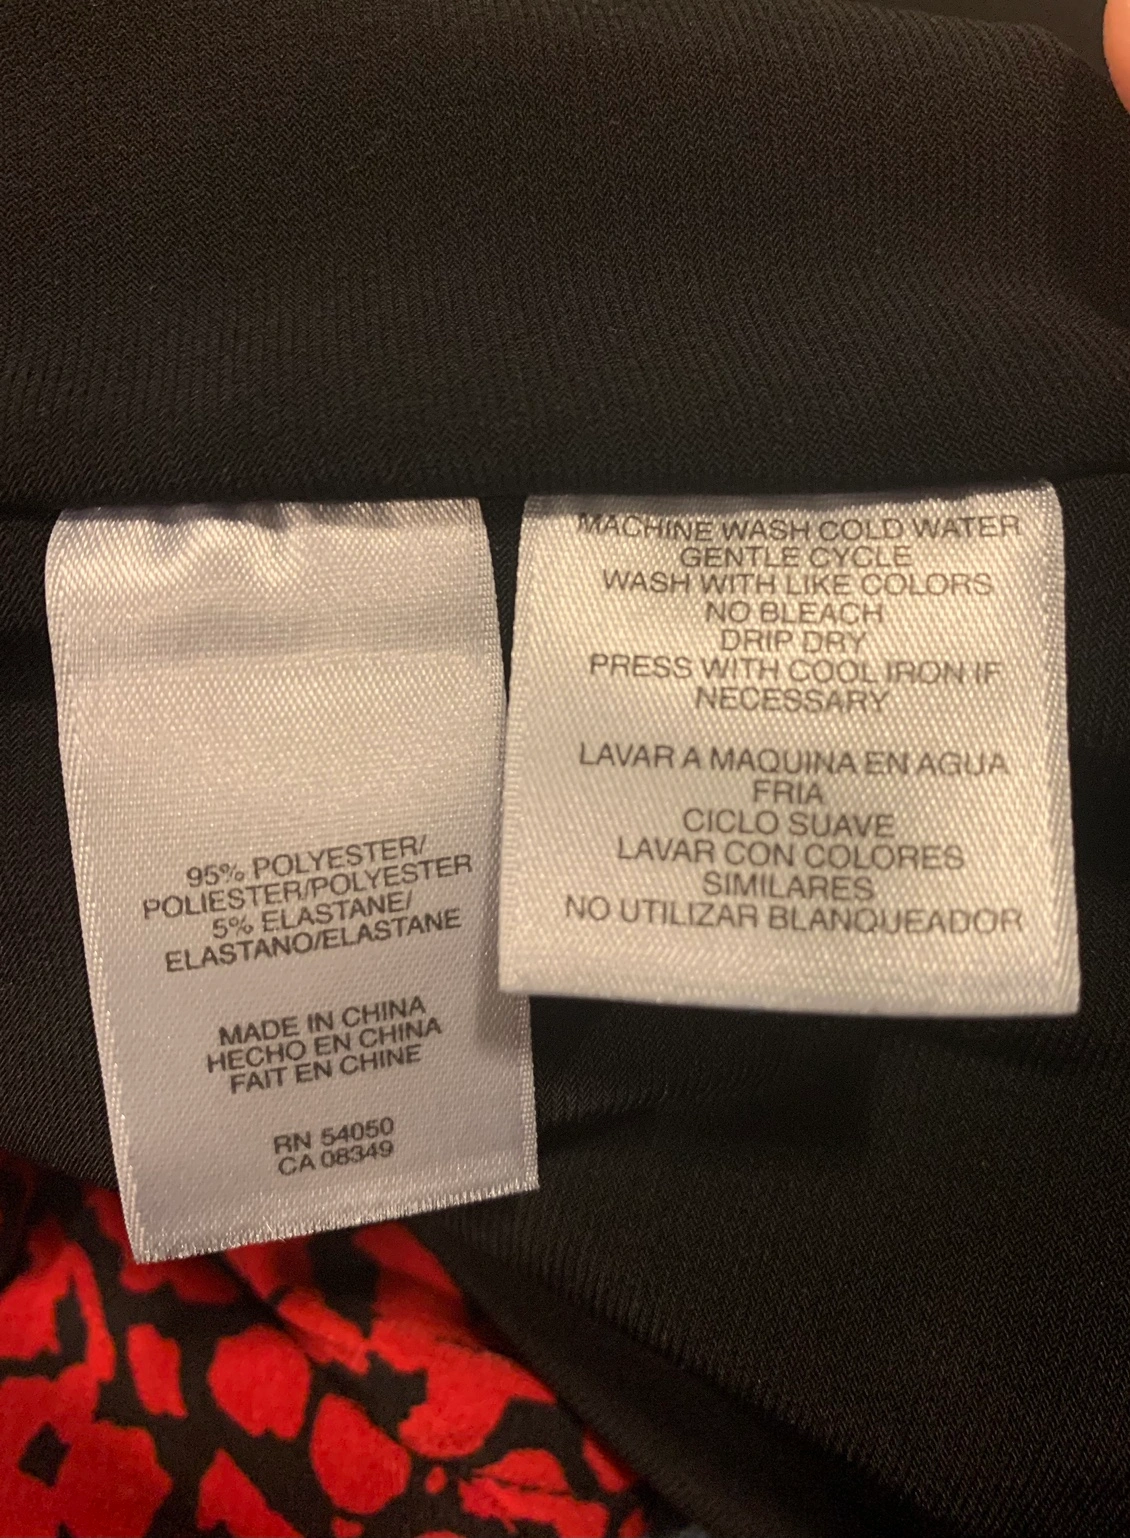 95% POLYESTER/
POLIESTER/POLYESTER
5% ELASTANE/
ELASTANO/ELASTANE
MADE IN CHINA
HECHO EN CHINA
FAIT EN CHINE
RN 54050
CA 08349
MACHINE WASH COLD WATER
GENTLE CYCLE
WASH WITH LIKE COLORS
NO BLEACH
DRIP DRY
PRESS WITH COOL IRON IF
NECESSARY
LAVAR A MAQUINA EN AGUA
FRIA
CICLO SUAVE
LAVAR CON COLORES
SIMILARES
NO UTILIZAR BLANQUEADOR